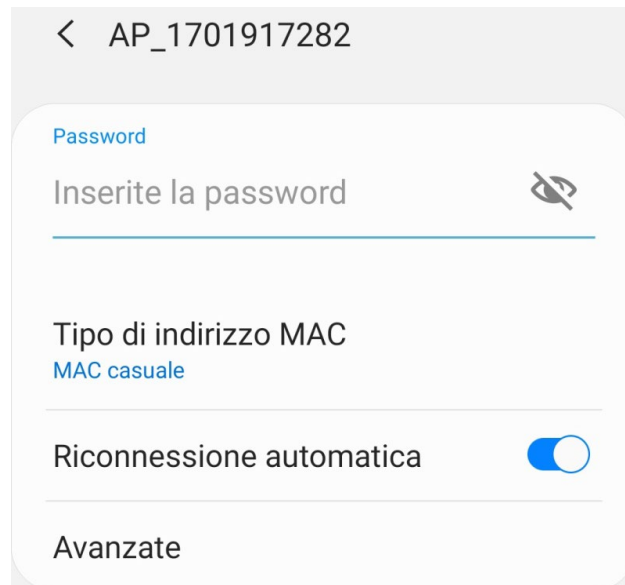 AP_1701917282
Password
Inserite la password
Tipo di indirizzo MAC
MAC casuale
Riconnessione automatica
Avanzate